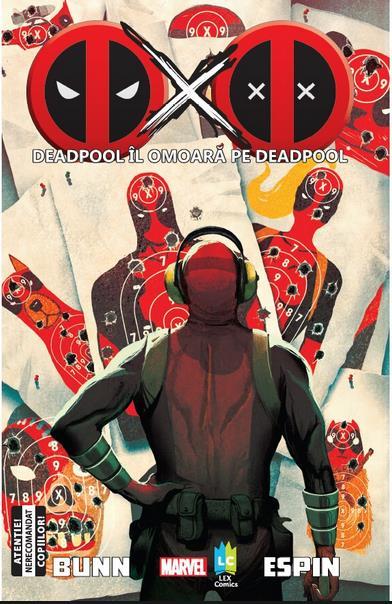 DEADPOOL ÎL OMOARĂ PE DEADPOOL
ATENȚIE!
NERECOMANDAT
COPIILOR!
BUNN
MARVEL
LC
LEX
Comics
ESPIN